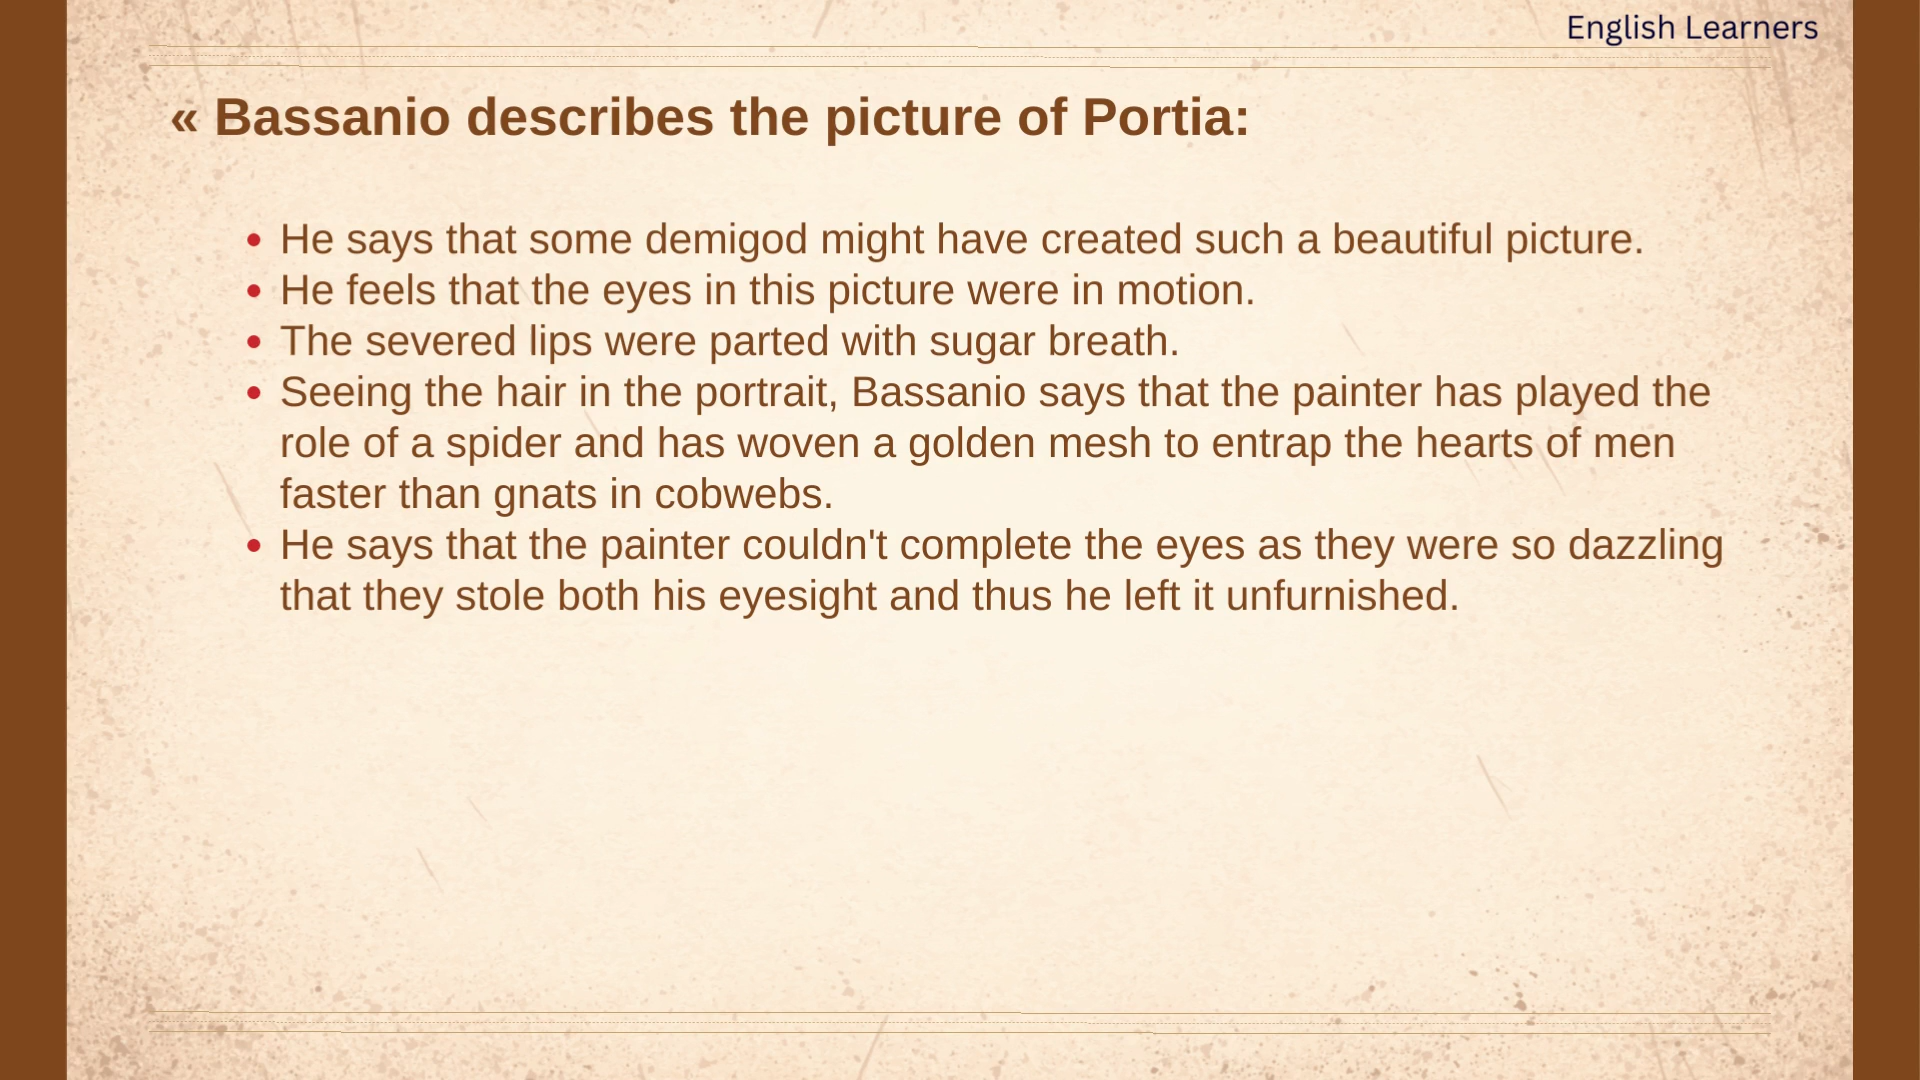 English Learners
« Bassanio describes the picture of Portia:
• He says that some demigod might have created such a beautiful picture.
• He feels that the eyes in this picture were in motion.
• The severed lips were parted with sugar breath.
• Seeing the hair in the portrait, Bassanio says that the painter has played the
role of a spider and has woven a golden mesh to entrap the hearts of men
faster than gnats in cobwebs.
• He says that the painter couldn't complete the eyes as they were so dazzling
that they stole both his eyesight and thus he left it unfurnished.